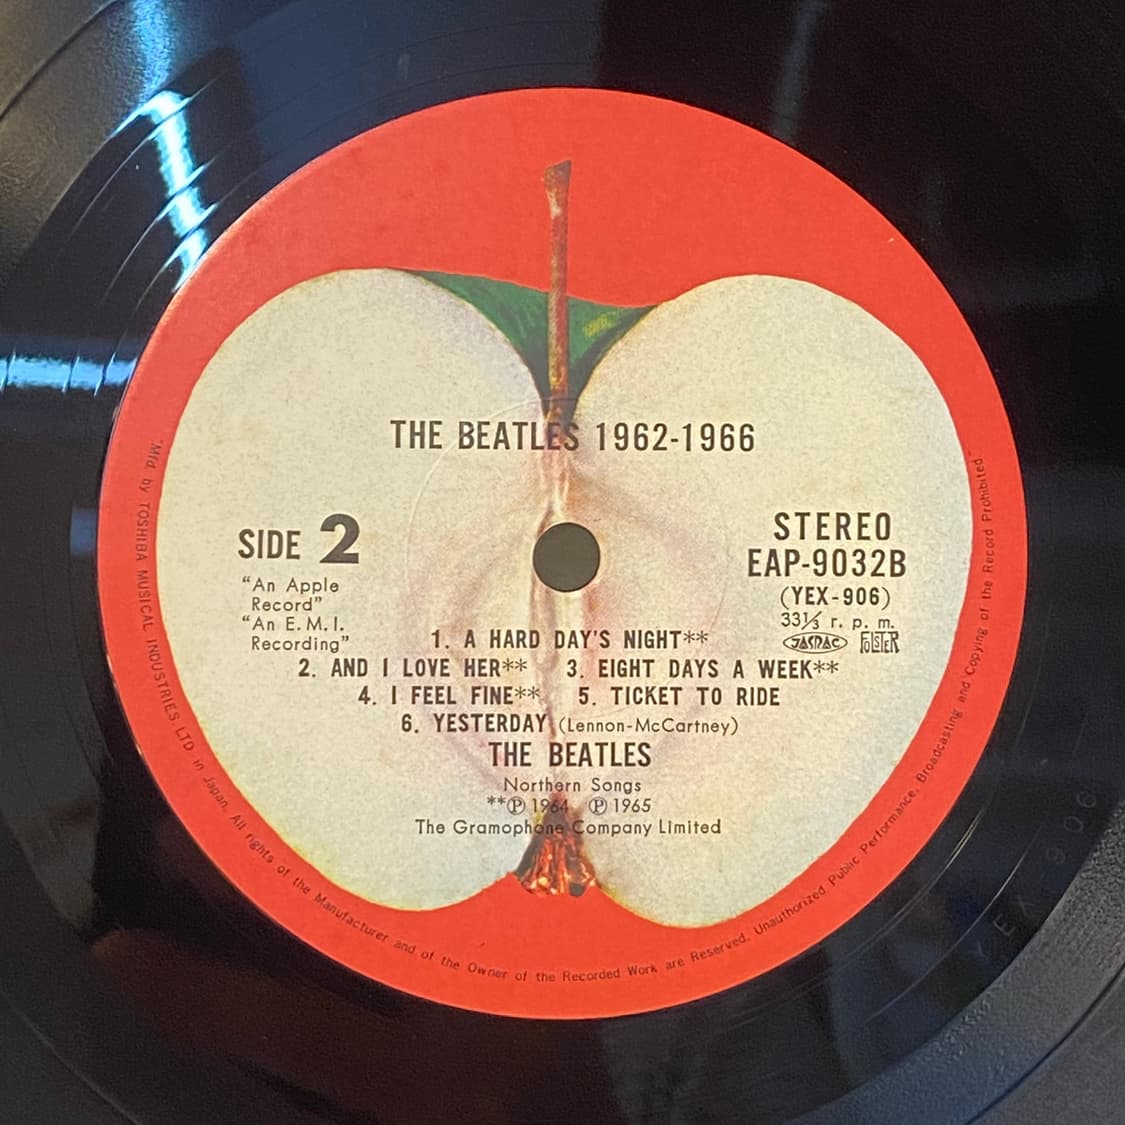 THE BEATLES 1962-1966
SIDE 2
"An Apple
Record"
"An E.M.I.
Recording"
STEREO
EAP-9032B
(YEX-906)
33⅓ r. p. m.
JASRAC POLSTER
1. A HARD DAY'S NIGHT**
2. AND I LOVE HER** 3. EIGHT DAYS A WEEK**
4. I FEEL FINE** 5. TICKET TO RIDE
6. YESTERDAY (Lennon-McCartney)
THE BEATLES
Northern Songs
**Ⓟ 1964 Ⓟ 1965
The Gramophone Company Limited
"Mfd by TOSHIBA MUSICAL INDUSTRIES LTD in Japan. All rights of the Manufacturer and of the Owner of the Recorded Work are Reserved. Unauthorized Public Performance, Broadcasting and Copying of the Record Prohibited"